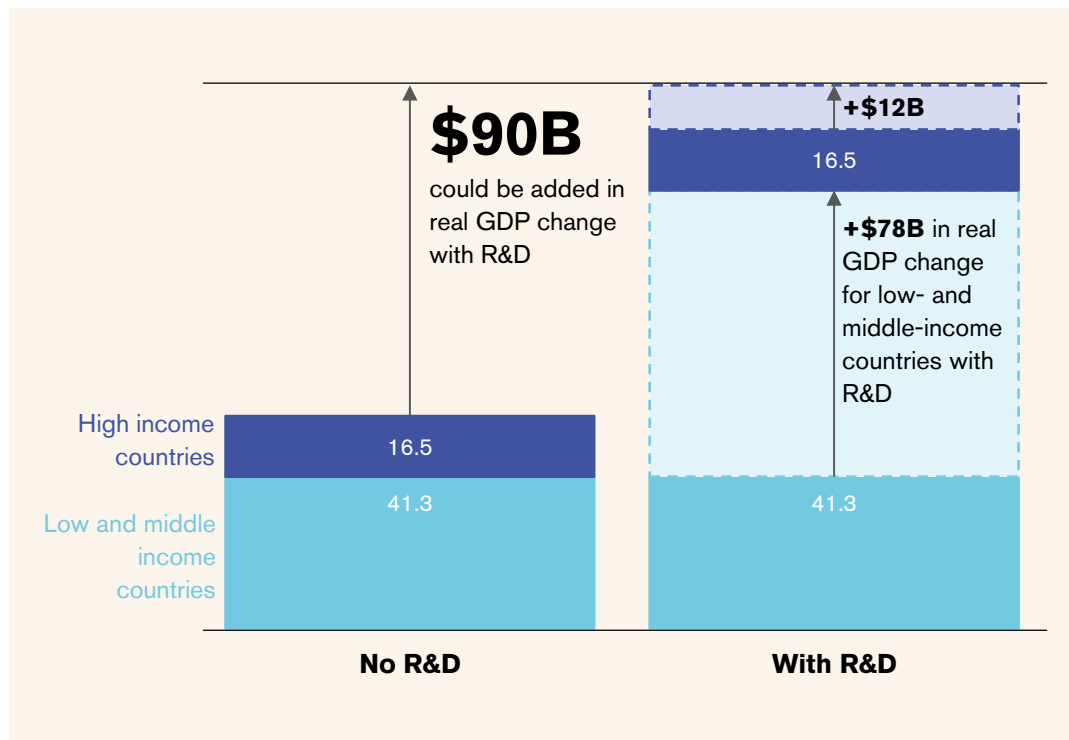 $90B
could be added in
real GDP change
with R&D
+$12B
16.5
+$78B in real
GDP change
for low- and
middle-income
countries with
R&D
High income
countries
16.5
Low and middle
income
countries
41.3
41.3
No R&D
With R&D